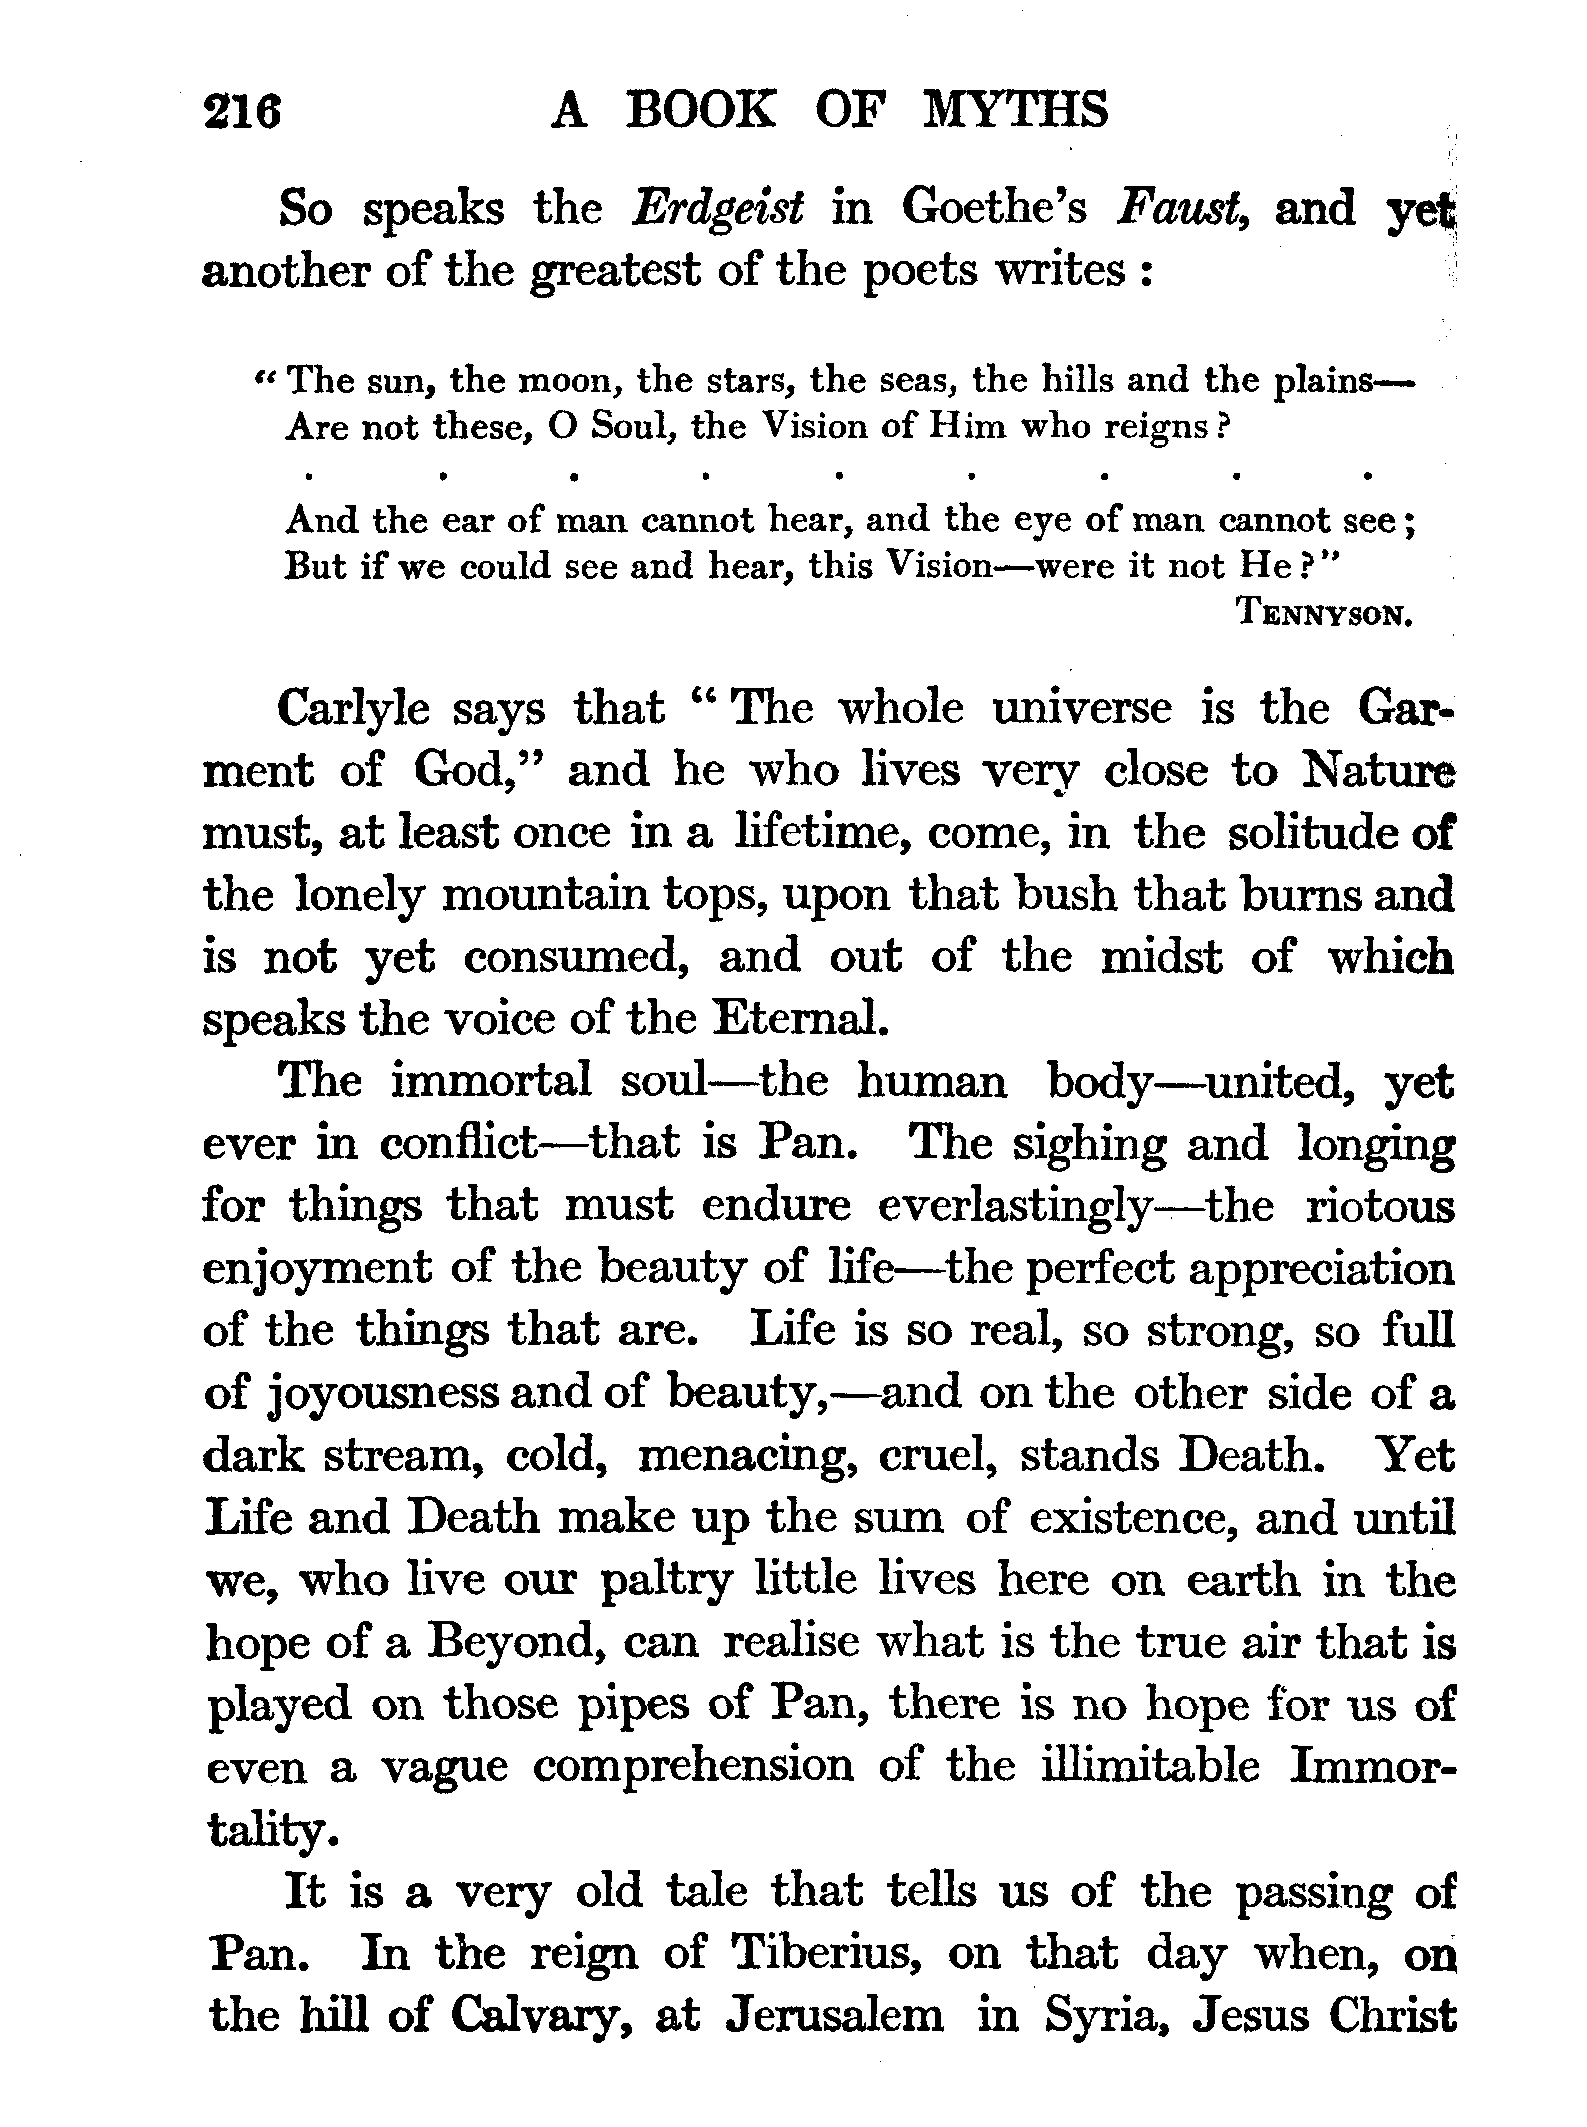 216 A BOOK OF MYTHS
So speaks the Erdgeist in Goethe's Faust, and yet
another of the greatest of the poets writes :
“ The sun, the moon, the stars, the seas, the hills and the plains—
Are not these, O Soul, the Vision of Him who reigns ?
. . . . . . . . .
And the ear of man cannot hear, and the eye of man cannot see ;
But if we could see and hear, this Vision—were it not He ?”
TENNYSON.
Carlyle says that “ The whole universe is the Gar-
ment of God,” and he who lives very close to Nature
must, at least once in a lifetime, come, in the solitude of
the lonely mountain tops, upon that bush that burns and
is not yet consumed, and out of the midst of which
speaks the voice of the Eternal.
The immortal soul—the human body—united, yet
ever in conflict—that is Pan. The sighing and longing
for things that must endure everlastingly—the riotous
enjoyment of the beauty of life—the perfect appreciation
of the things that are. Life is so real, so strong, so full
of joyousness and of beauty,—and on the other side of a
dark stream, cold, menacing, cruel, stands Death. Yet
Life and Death make up the sum of existence, and until
we, who live our paltry little lives here on earth in the
hope of a Beyond, can realise what is the true air that is
played on those pipes of Pan, there is no hope for us of
even a vague comprehension of the illimitable Immor-
tality.
It is a very old tale that tells us of the passing of
Pan. In the reign of Tiberius, on that day when, on
the hill of Calvary, at Jerusalem in Syria, Jesus Christ